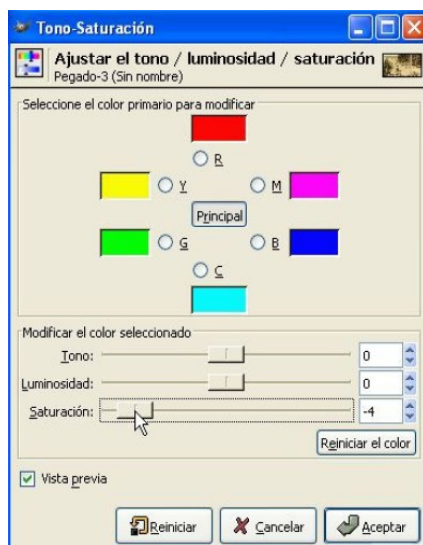 Tono-Saturación
Ajustar el tono / luminosidad / saturación
Pegado-3 (Sin nombre)
Seleccione el color primario para modificar
R
Y
M
Principal
G
B
C
Modificar el color seleccionado
Tono: 0
Luminosidad: 0
Saturación: -4
Reiniciar el color
Vista previa
Reiniciar Cancelar Aceptar